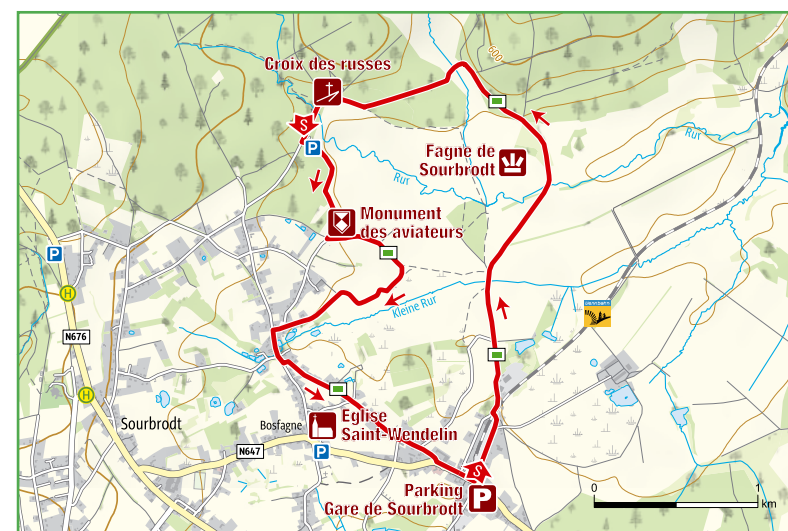 600
Croix des russes
S
P
Rur
Fagne de
Sourbrodt
Rur
Monument
des aviateurs
P
H
Kleine Rur
N676
H
Sourbrodt
Bosfagne
Eglise
Saint-Wendelin
N647
P
S
Parking
Gare de Sourbrodt
P
0
1
km